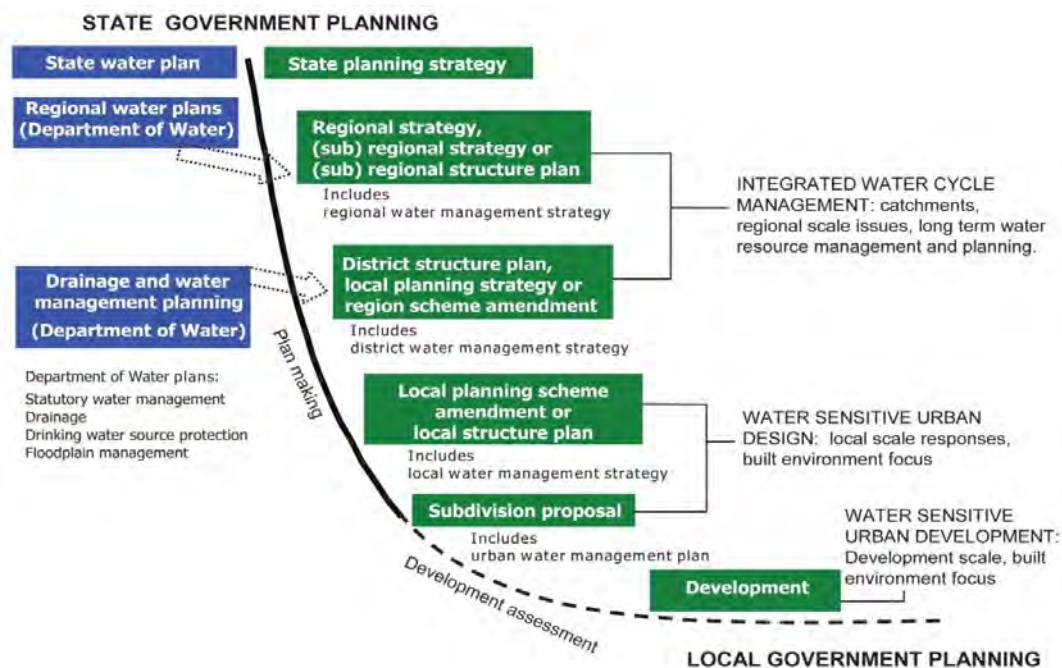 STATE GOVERNMENT PLANNING
State water plan
State planning strategy
Regional water plans
(Department of Water)
Regional strategy,
(sub) regional strategy or
(sub) regional structure plan
Includes
regional water management strategy
INTEGRATED WATER CYCLE
MANAGEMENT: catchments,
regional scale issues, long term water
resource management and planning.
Drainage and water
management planning
(Department of Water)
District structure plan,
local planning strategy or
region scheme amendment
Includes
district water management strategy
Department of Water plans:
Statutory water management
Drainage
Drinking water source protection
Floodplain management
Plan making
Local planning scheme
amendment or
local structure plan
Includes
local water management strategy
WATER SENSITIVE URBAN
DESIGN: local scale responses,
built environment focus
Subdivision proposal
Includes
urban water management plan
Development assessment
WATER SENSITIVE
URBAN DEVELOPMENT:
Development scale, built
environment focus
Development
LOCAL GOVERNMENT PLANNING